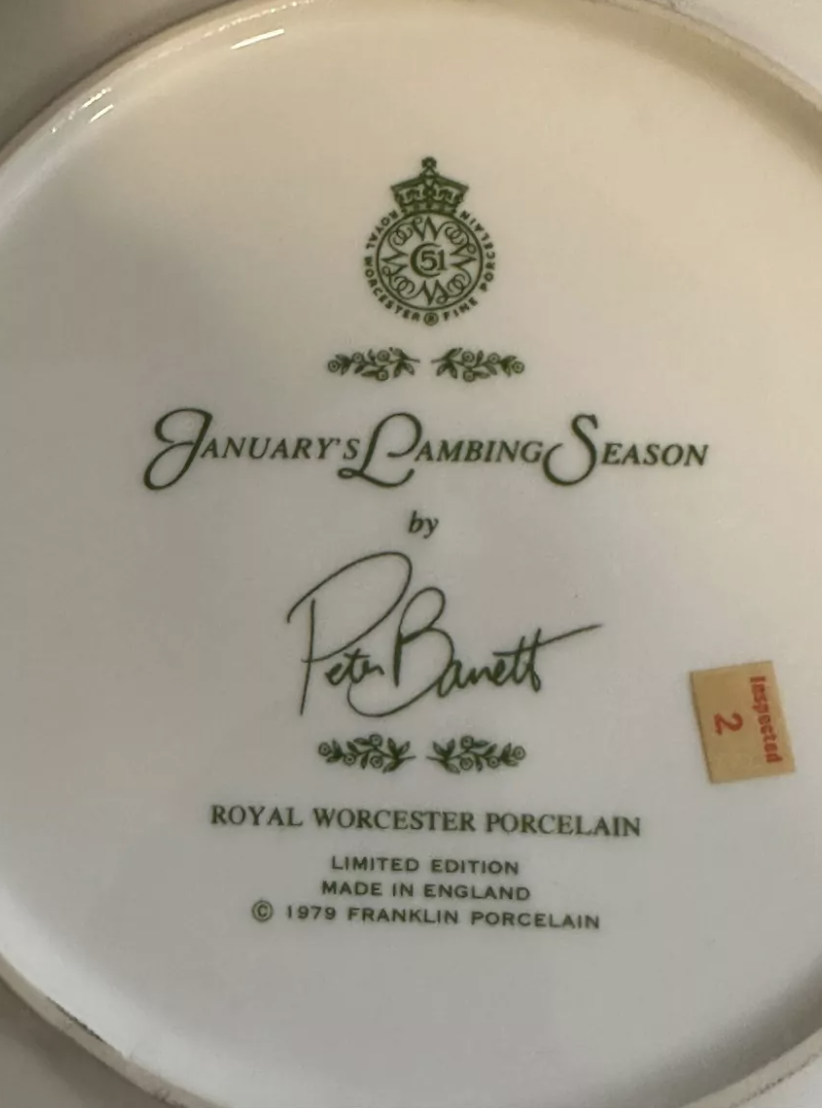 ROYAL WORCESTER ® FINE PORCELAIN
C 51
JANUARY'S LAMBING SEASON
by
Peter Barrett
ROYAL WORCESTER PORCELAIN
LIMITED EDITION
MADE IN ENGLAND
© 1979 FRANKLIN PORCELAIN
Inspected
2